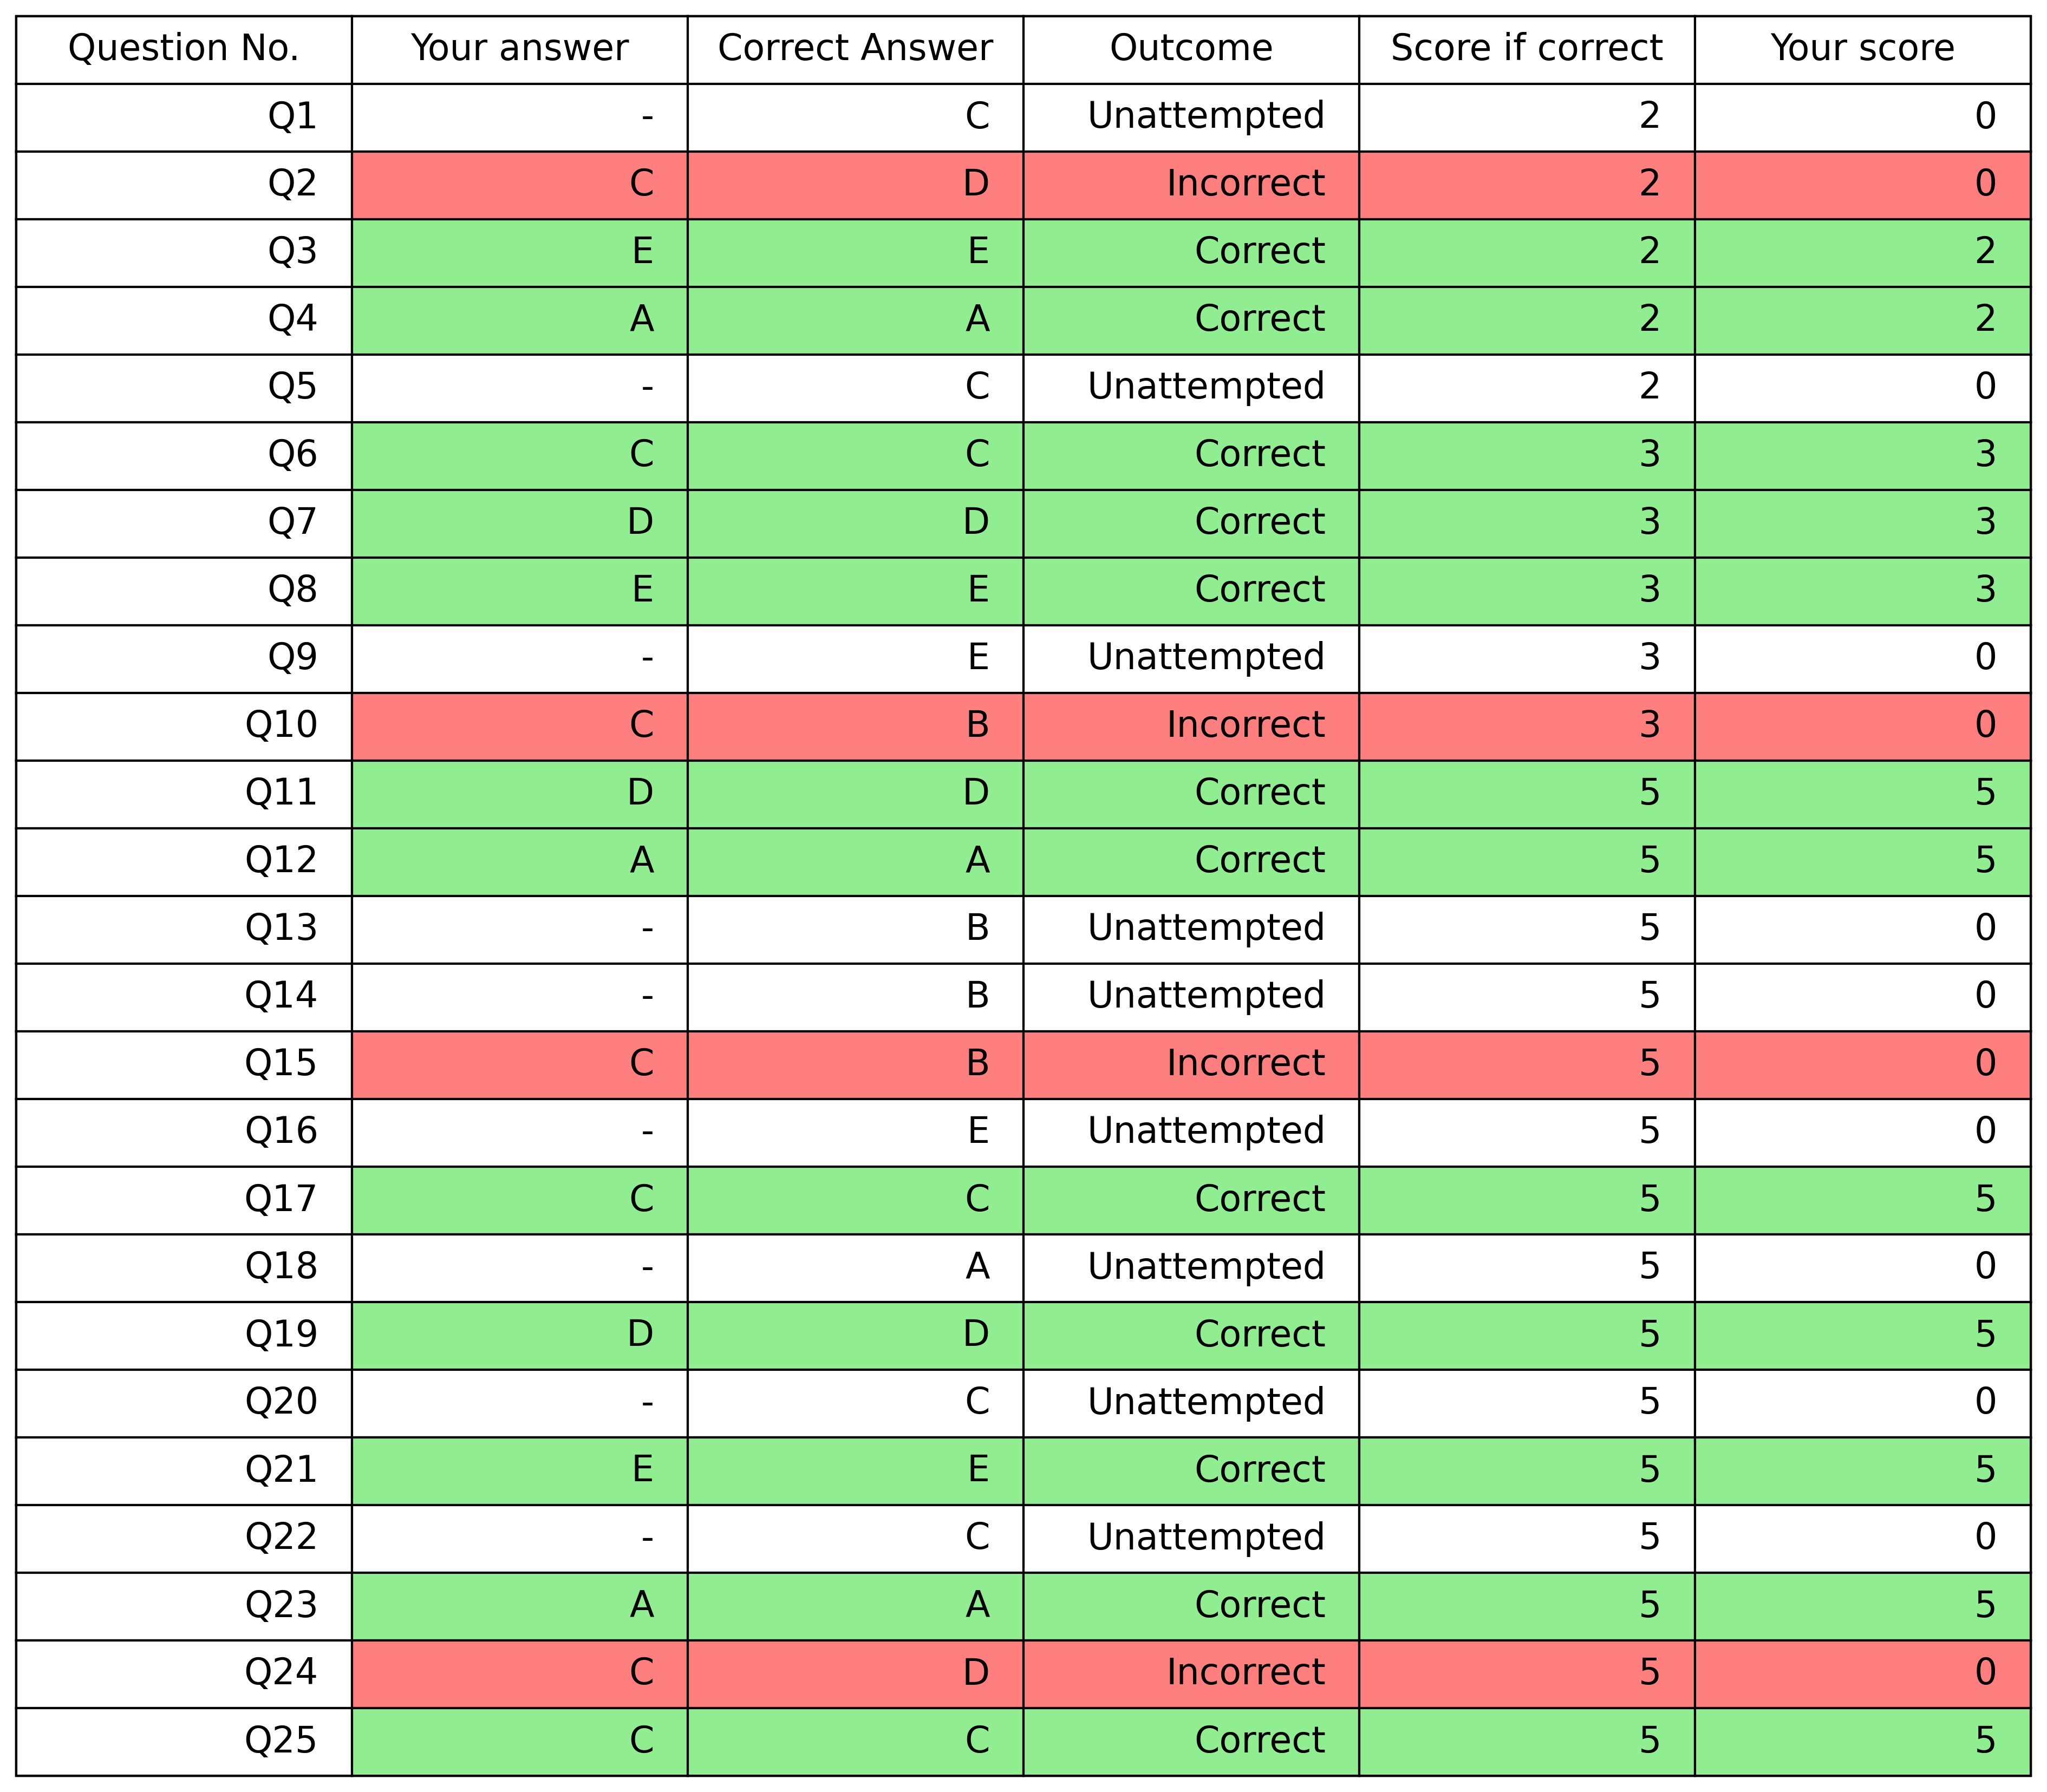 Question No. Your answer Correct Answer Outcome Score if correct Your score
Q1 - C Unattempted 2 0
Q2 C D Incorrect 2 0
Q3 E E Correct 2 2
Q4 A A Correct 2 2
Q5 - C Unattempted 2 0
Q6 C C Correct 3 3
Q7 D D Correct 3 3
Q8 E E Correct 3 3
Q9 - E Unattempted 3 0
Q10 C B Incorrect 3 0
Q11 D D Correct 5 5
Q12 A A Correct 5 5
Q13 - B Unattempted 5 0
Q14 - B Unattempted 5 0
Q15 C B Incorrect 5 0
Q16 - E Unattempted 5 0
Q17 C C Correct 5 5
Q18 - A Unattempted 5 0
Q19 D D Correct 5 5
Q20 - C Unattempted 5 0
Q21 E E Correct 5 5
Q22 - C Unattempted 5 0
Q23 A A Correct 5 5
Q24 C D Incorrect 5 0
Q25 C C Correct 5 5